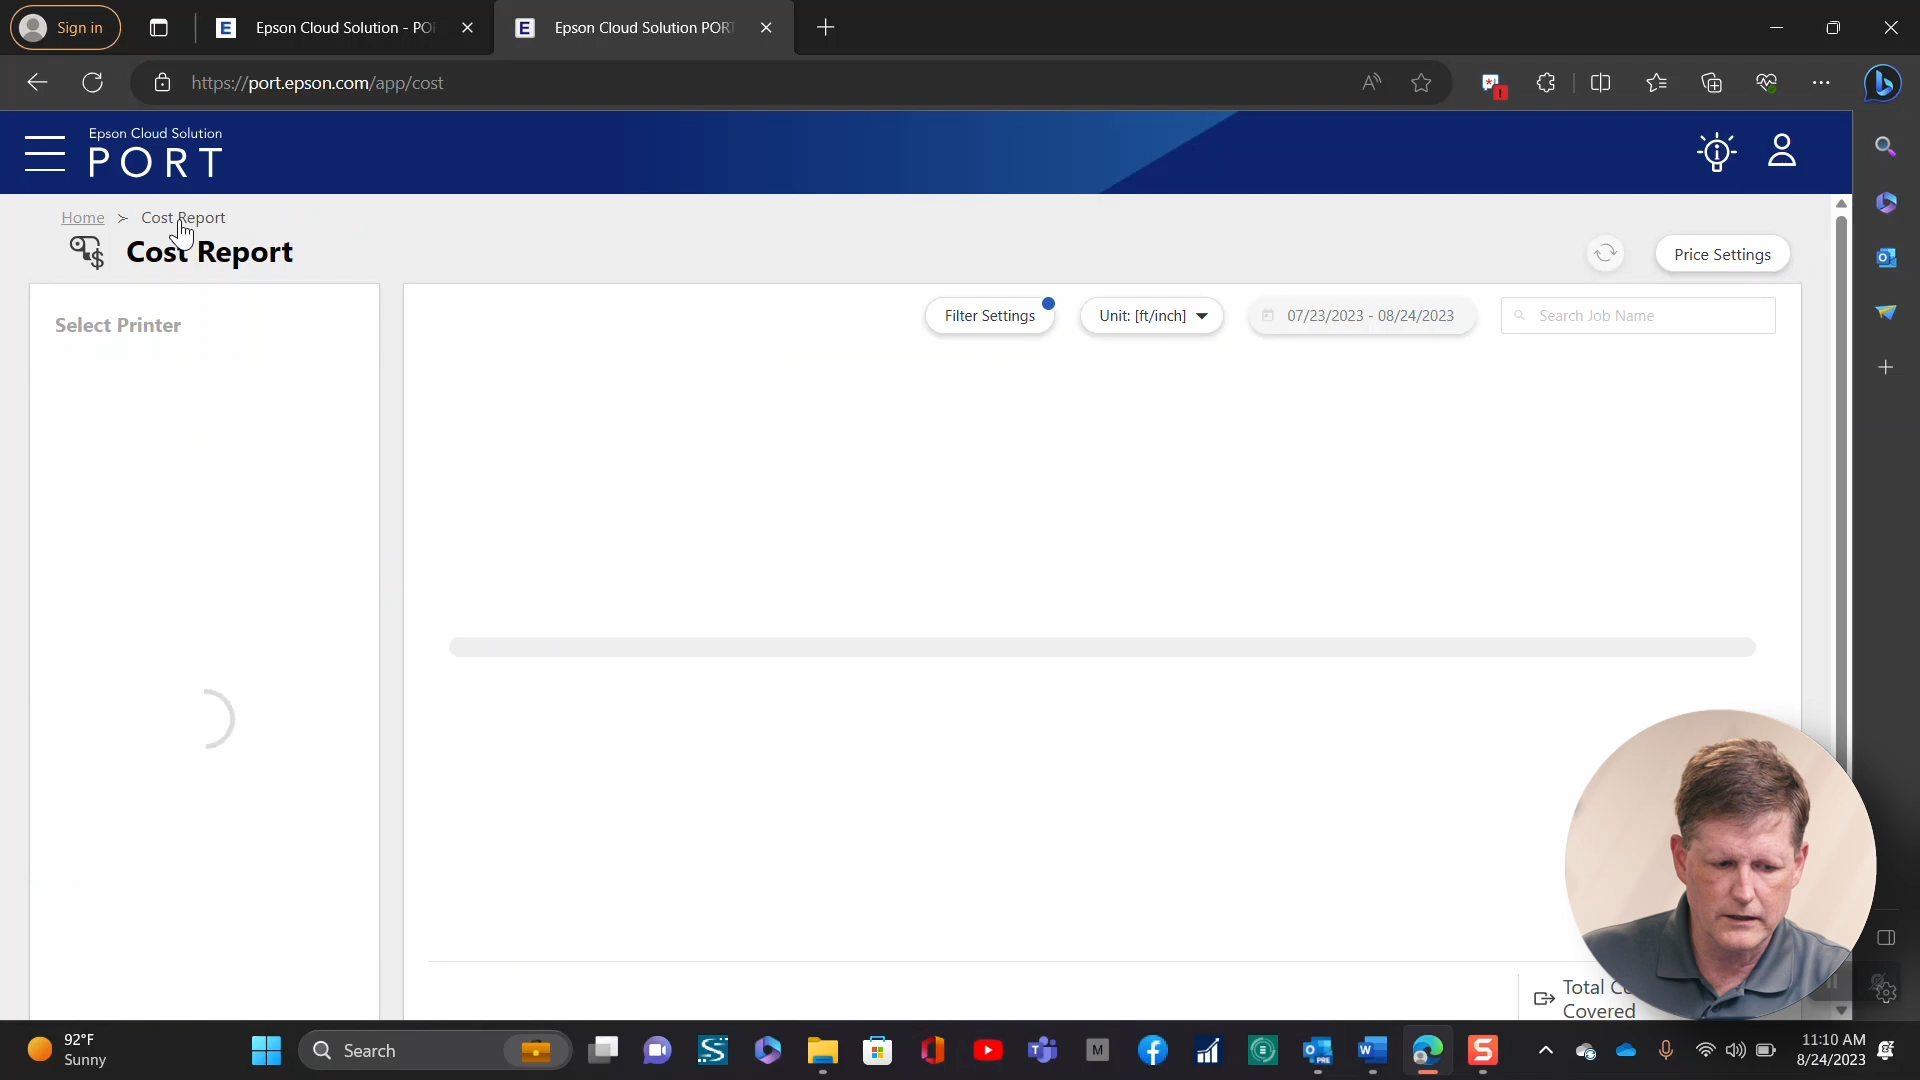 Sign in
Epson Cloud Solution - PO
Epson Cloud Solution POR
https://port.epson.com/app/cost
Epson Cloud Solution
PORT
Home > Cost Report
Cost Report
Price Settings
Select Printer
Filter Settings
Unit: [ft/inch]
07/23/2023 - 08/24/2023
Search Job Name
Total
Covered
92°F
Sunny
Search
M
11:10 AM
8/24/2023